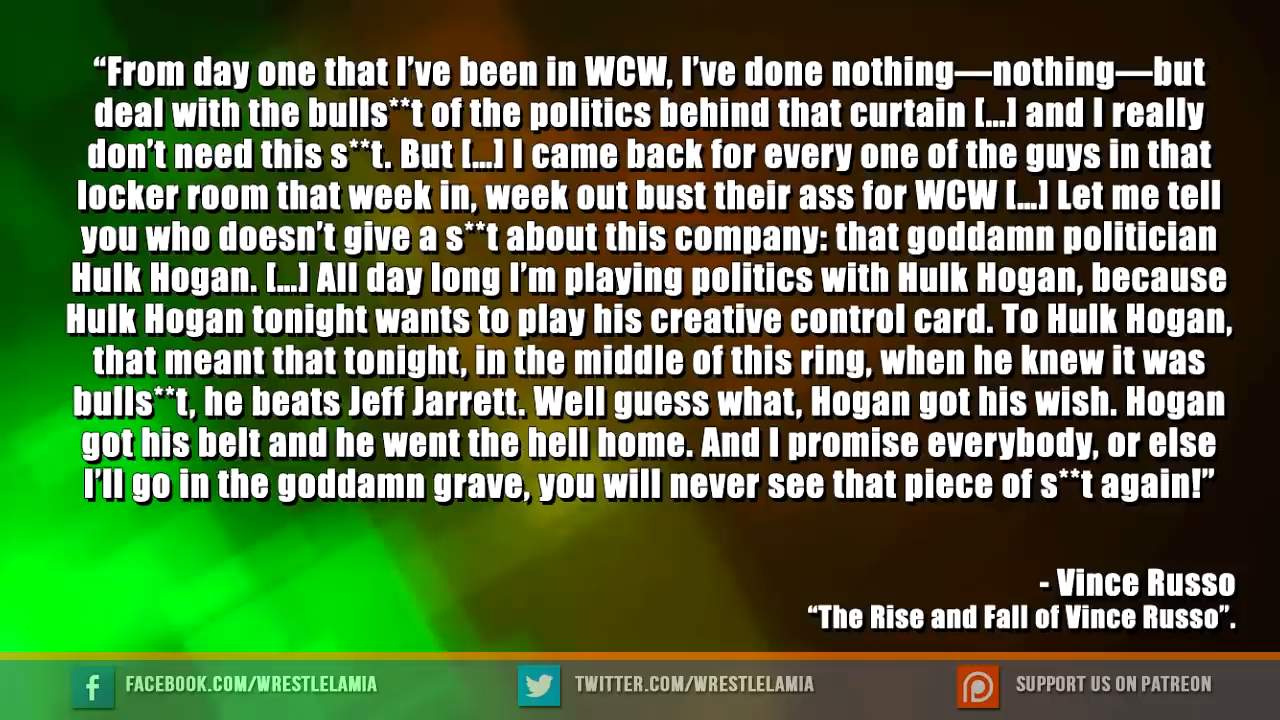 “From day one that I’ve been in WCW, I’ve done nothing—nothing—but
deal with the bulls**t of the politics behind that curtain [...] and I really
don’t need this s**t. But [...] I came back for every one of the guys in that
locker room that week in, week out bust their ass for WCW [...] Let me tell
you who doesn’t give a s**t about this company: that goddamn politician
Hulk Hogan. [...] All day long I’m playing politics with Hulk Hogan, because
Hulk Hogan tonight wants to play his creative control card. To Hulk Hogan,
that meant that tonight, in the middle of this ring, when he knew it was
bulls**t, he beats Jeff Jarrett. Well guess what, Hogan got his wish. Hogan
got his belt and he went the hell home. And I promise everybody, or else
I’ll go in the goddamn grave, you will never see that piece of s**t again!”
- Vince Russo
“The Rise and Fall of Vince Russo”.
FACEBOOK.COM/WRESTLELAMIA
TWITTER.COM/WRESTLELAMIA
SUPPORT US ON PATREON